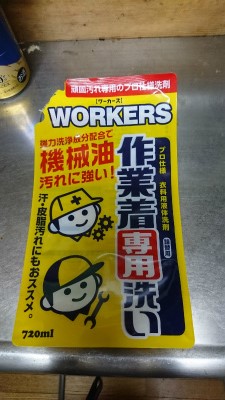 頑固汚れ専用のプロ仕様洗剤
[ワーカーズ]
WORKERS
強力洗浄成分配合で
機械油
汚れに強い!
汗・皮脂汚れにもおススメ。
プロ仕様 衣料用液体洗剤
詰替用
作業着専用洗い
720ml